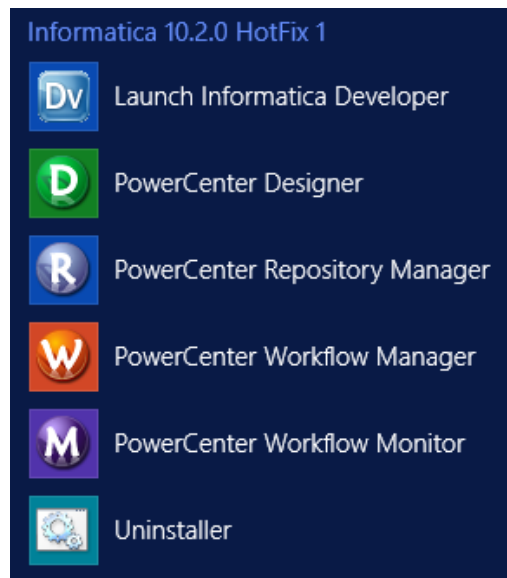 Informatica 10.2.0 HotFix 1
Dv Launch Informatica Developer
D PowerCenter Designer
R PowerCenter Repository Manager
W PowerCenter Workflow Manager
M PowerCenter Workflow Monitor
Uninstaller